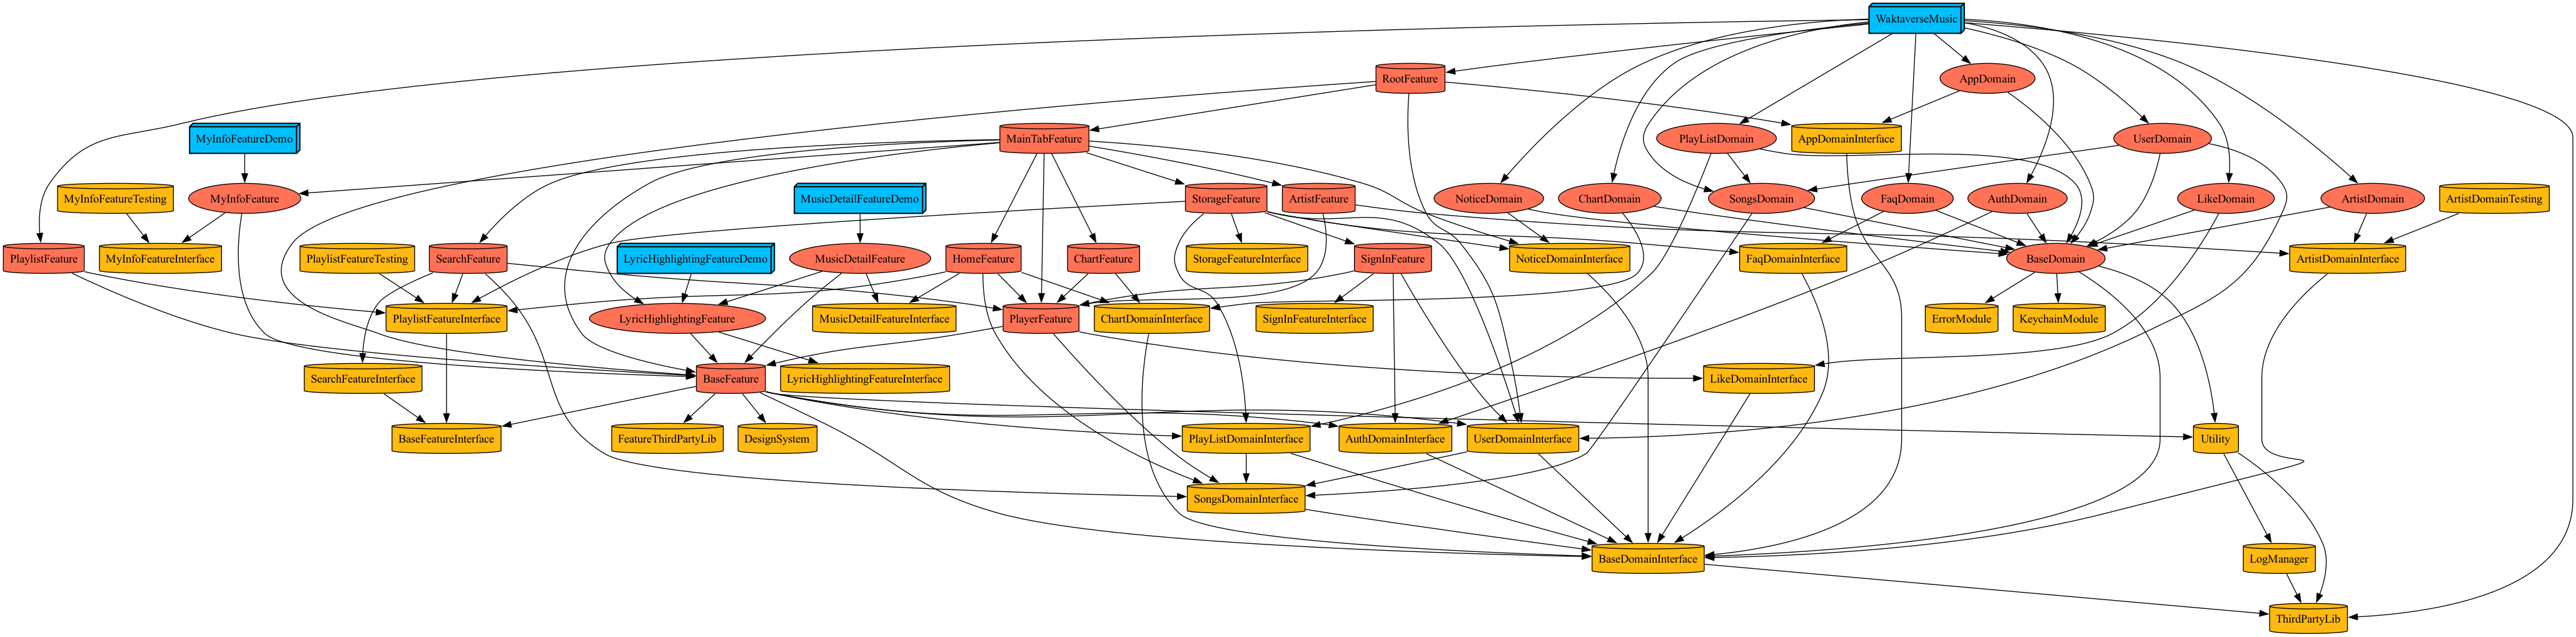 WaktaverseMusic
RootFeature
AppDomain
MyInfoFeatureDemo
MainTabFeature
PlayListDomain
AppDomainInterface
UserDomain
MyInfoFeatureTesting
MyInfoFeature
MusicDetailFeatureDemo
StorageFeature
ArtistFeature
NoticeDomain
ChartDomain
SongsDomain
FaqDomain
AuthDomain
LikeDomain
ArtistDomain
ArtistDomainTesting
PlaylistFeature
MyInfoFeatureInterface
PlaylistFeatureTesting
SearchFeature
LyricHighlightingFeatureDemo
MusicDetailFeature
HomeFeature
ChartFeature
StorageFeatureInterface
SignInFeature
NoticeDomainInterface
FaqDomainInterface
BaseDomain
ArtistDomainInterface
PlaylistFeatureInterface
LyricHighlightingFeature
MusicDetailFeatureInterface
PlayerFeature
ChartDomainInterface
SignInFeatureInterface
ErrorModule
KeychainModule
SearchFeatureInterface
BaseFeature
LyricHighlightingFeatureInterface
LikeDomainInterface
BaseFeatureInterface
FeatureThirdPartyLib
DesignSystem
PlayListDomainInterface
AuthDomainInterface
UserDomainInterface
Utility
SongsDomainInterface
BaseDomainInterface
LogManager
ThirdPartyLib